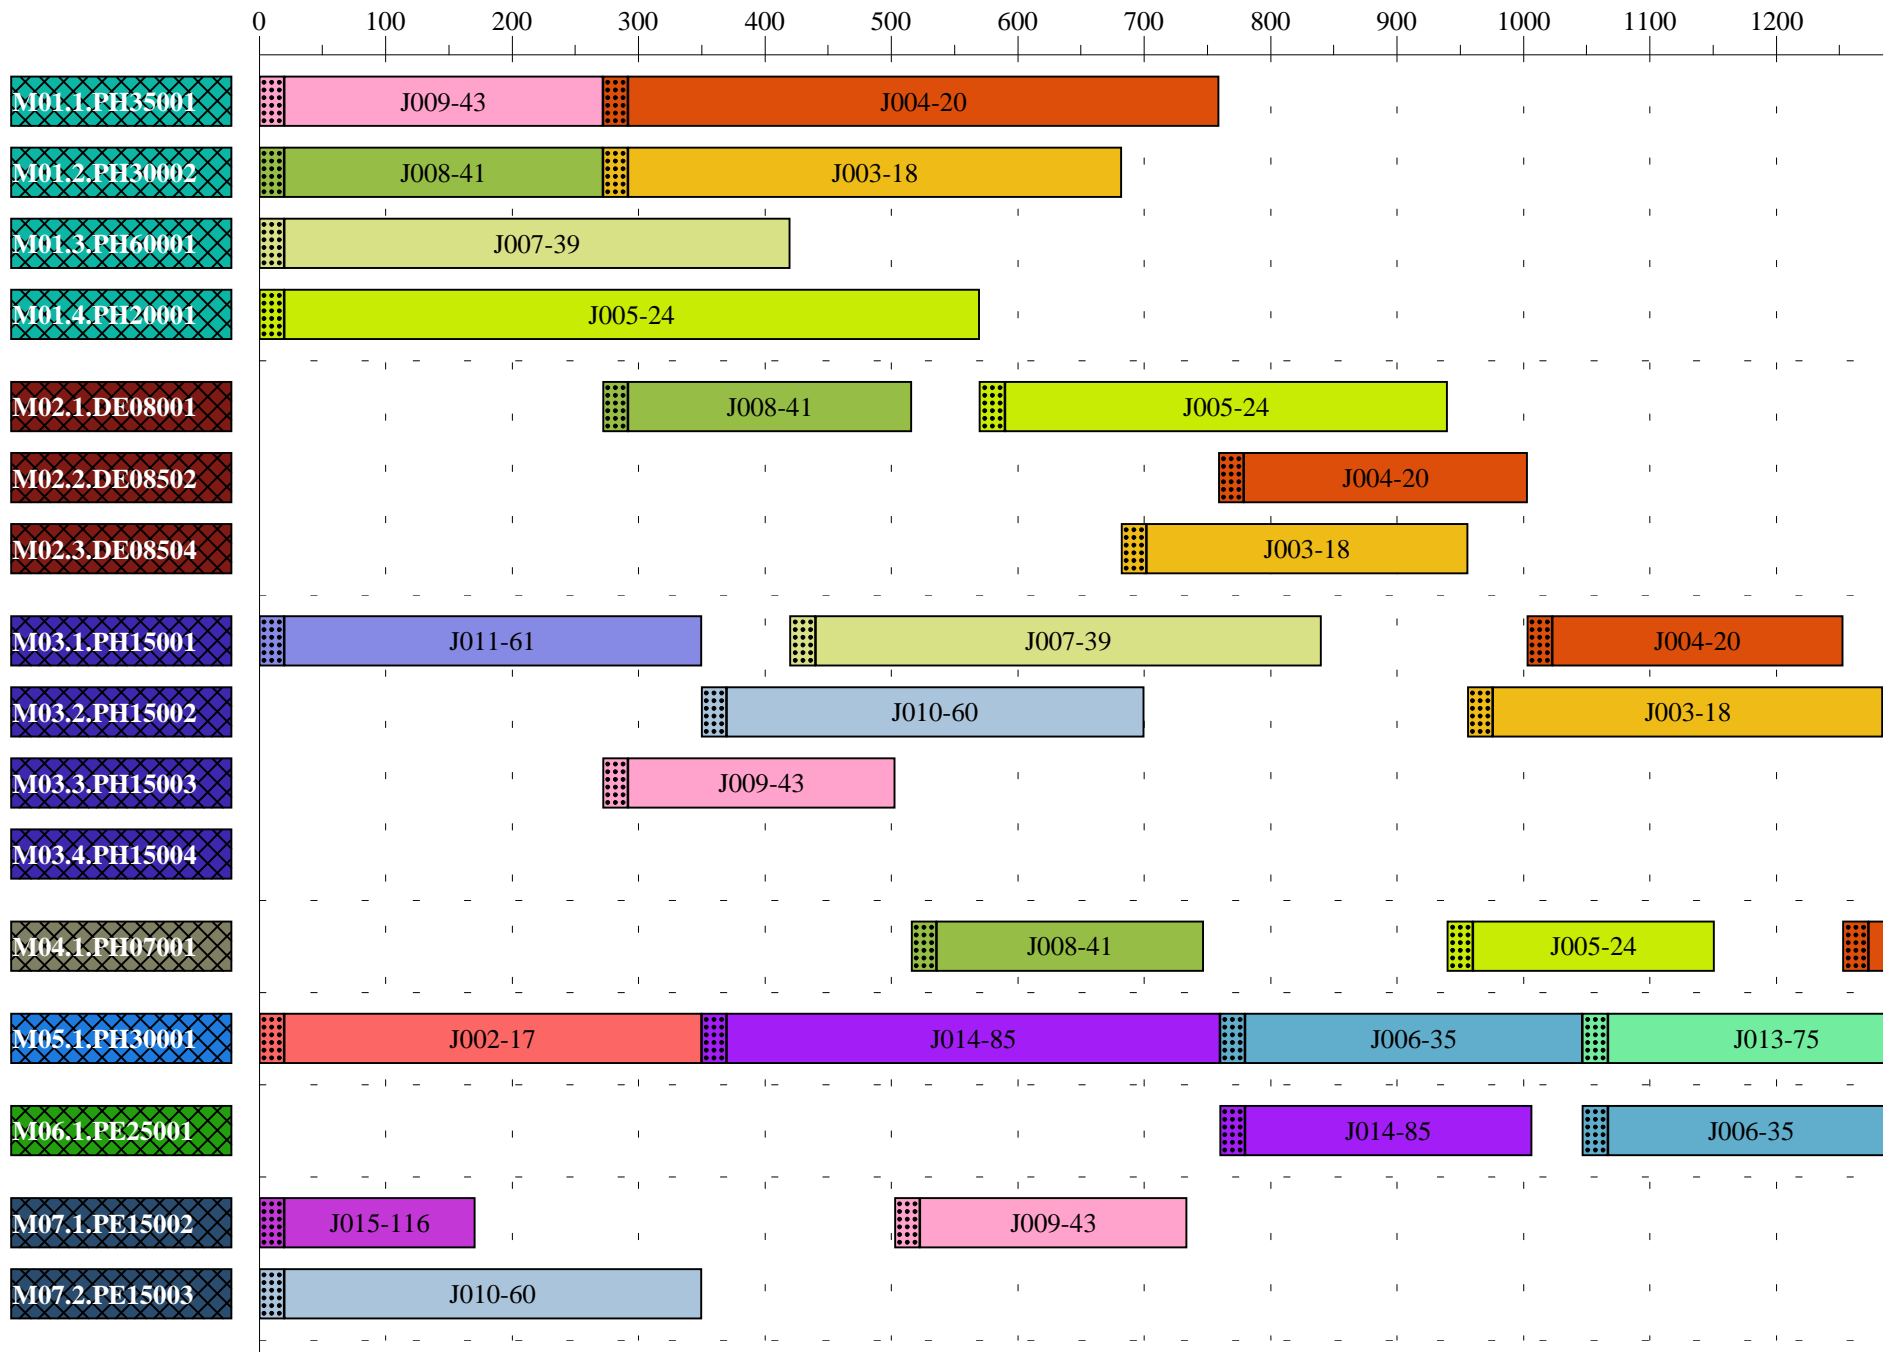 0 100 200 300 400 500 600 700 800 900 1000 1100 1200
M01.1.PH35001 J009-43 J004-20
M01.2.PH30002 J008-41 J003-18
M01.3.PH60001 J007-39
M01.4.PH20001 J005-24
M02.1.DE08001 J008-41 J005-24
M02.2.DE08502 J004-20
M02.3.DE08504 J003-18
M03.1.PH15001 J011-61 J007-39 J004-20
M03.2.PH15002 J010-60 J003-18
M03.3.PH15003 J009-43
M03.4.PH15004
M04.1.PH07001 J008-41 J005-24
M05.1.PH30001 J002-17 J014-85 J006-35 J013-75
M06.1.PE25001 J014-85 J006-35
M07.1.PE15002 J015-116 J009-43
M07.2.PE15003 J010-60